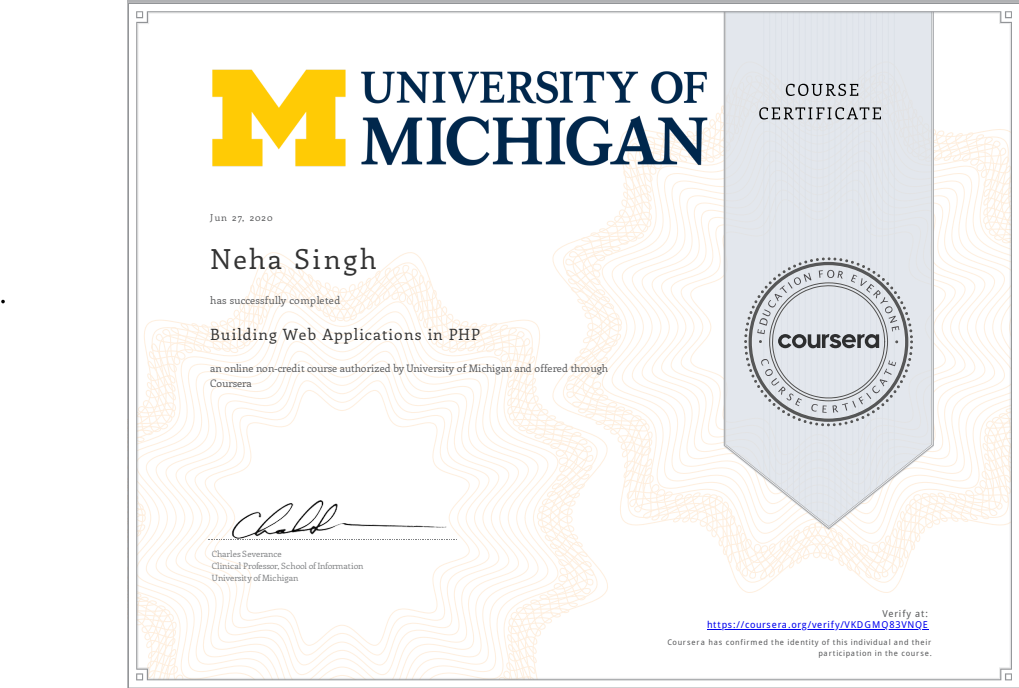 UNIVERSITY OF
MICHIGAN
COURSE
CERTIFICATE
Jun 27, 2020
Neha Singh
has successfully completed
Building Web Applications in PHP
an online non-credit course authorized by University of Michigan and offered through
Coursera
EDUCATION FOR EVERYONE
coursera
COURSE CERTIFICATE
Charles Severance
Clinical Professor, School of Information
University of Michigan
Verify at:
https://coursera.org/verify/VKDGMQ83VNQE
Coursera has confirmed the identity of this individual and their
participation in the course.